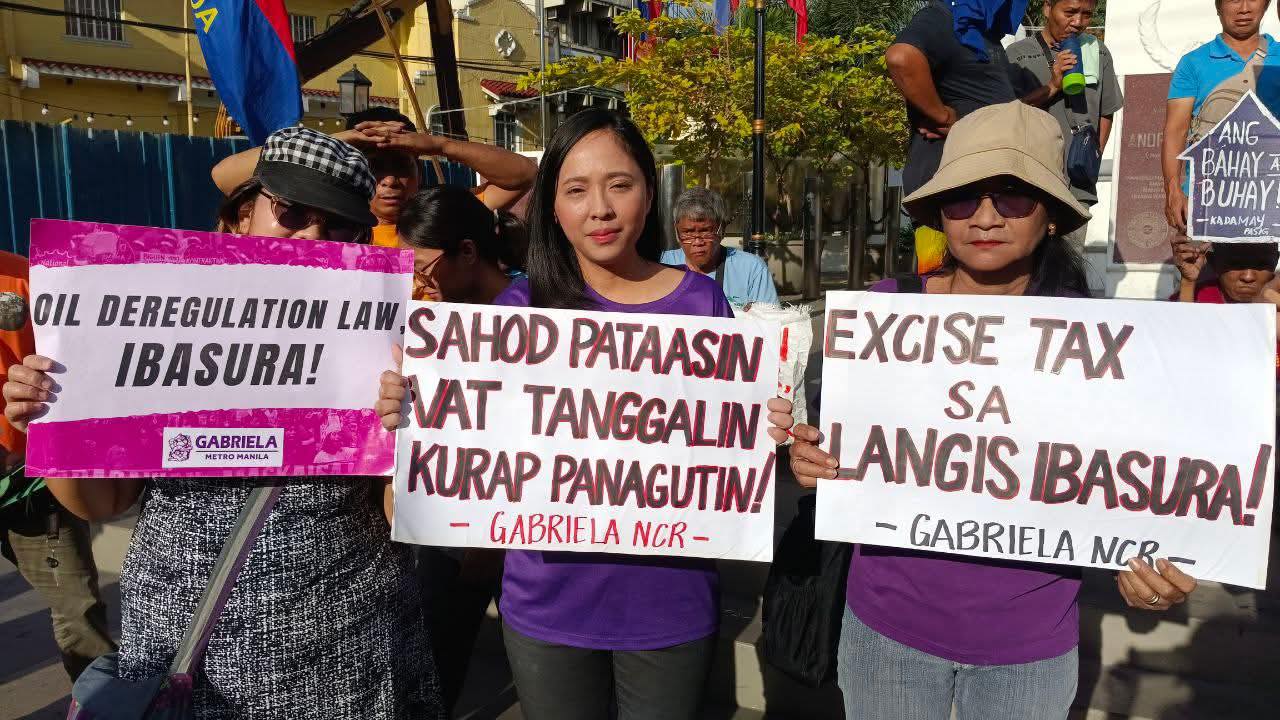 OIL DEREGULATION LAW,
IBASURA!
GABRIELA
METRO MANILA
SAHOD PATAASIN
VAT TANGGALIN
KURAP PANAGUTIN!
- GABRIELA NCR -
EXCISE TAX
SA
LANGIS IBASURA!
- GABRIELA NCR -
ANG
BAHAY AY
BUHAY!
- KADAMAY
PASIG